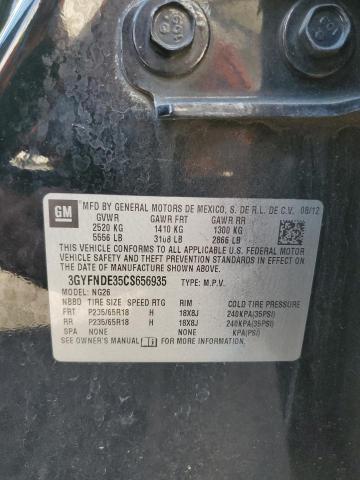 GM
MFD BY GENERAL MOTORS DE MEXICO, S. DE R.L. DE C.V. 08/12
GVWR GAWR FRT GAWR RR
2520 KG 1410 KG 1300 KG
5556 LB 3108 LB 2866 LB
THIS VEHICLE CONFORMS TO ALL APPLICABLE U.S. FEDERAL MOTOR
VEHICLE SAFETY AND THEFT PREVENTION STANDARDS IN EFFECT ON THE
DATE OF MANUFACTURE SHOWN ABOVE.
3GYFNDE35CS656935 TYPE: M.P.V.
MODEL: NG26
NBBD TIRE SIZE SPEED RTG RIM COLD TIRE PRESSURE
FRT P235/65R18 H 18X8J 240KPA(35PSI)
RR P235/65R18 H 18X8J 240KPA(35PSI)
SPA NONE NONE KPA(PSI)
SEE OWNER'S MANUAL FOR ADDITIONAL INFORMATION.